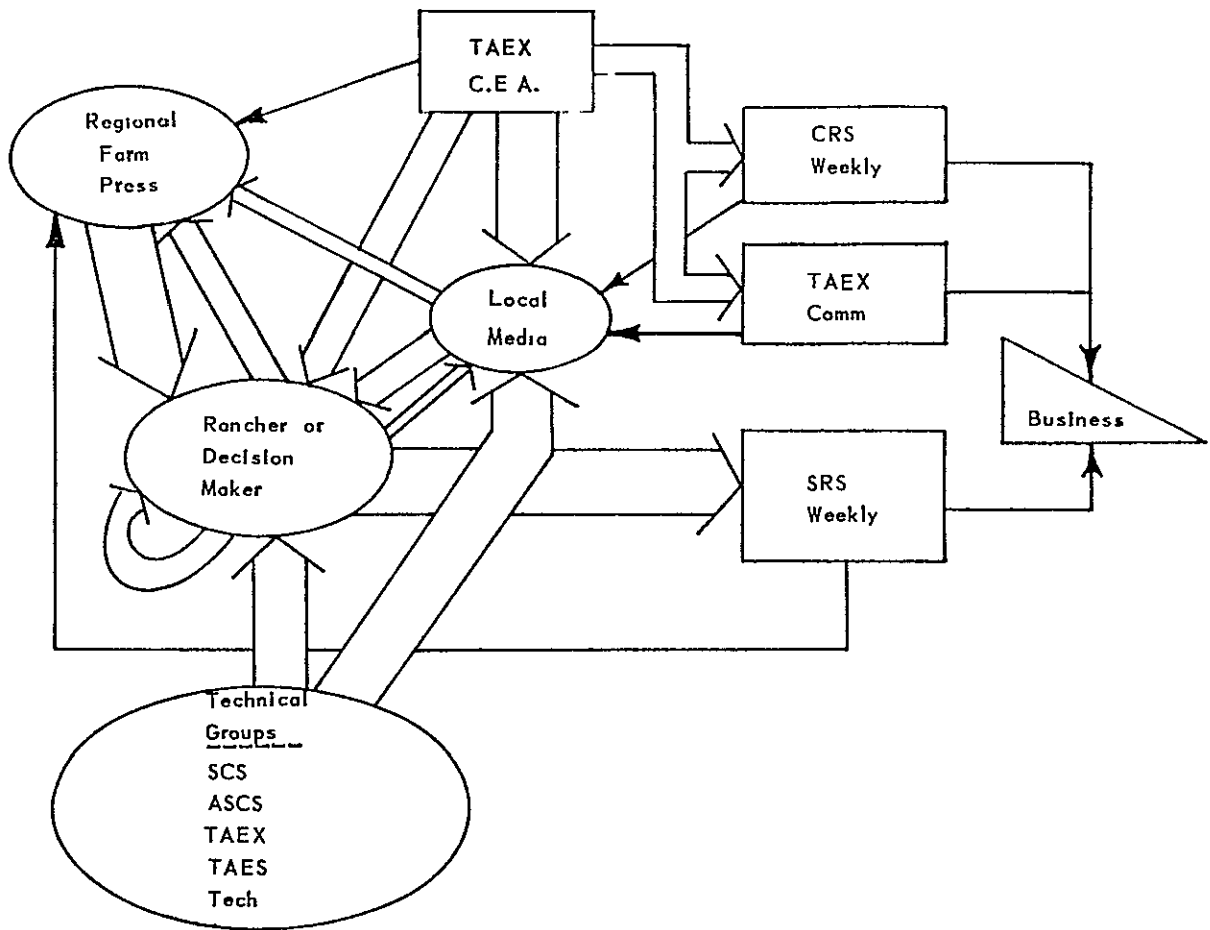 TAEX
C.E A.
Regional
Farm
Press
CRS
Weekly
Local
Media
TAEX
Comm
Business
Rancher or
Decision
Maker
SRS
Weekly
Technical
Groups
SCS
ASCS
TAEX
TAES
Tech